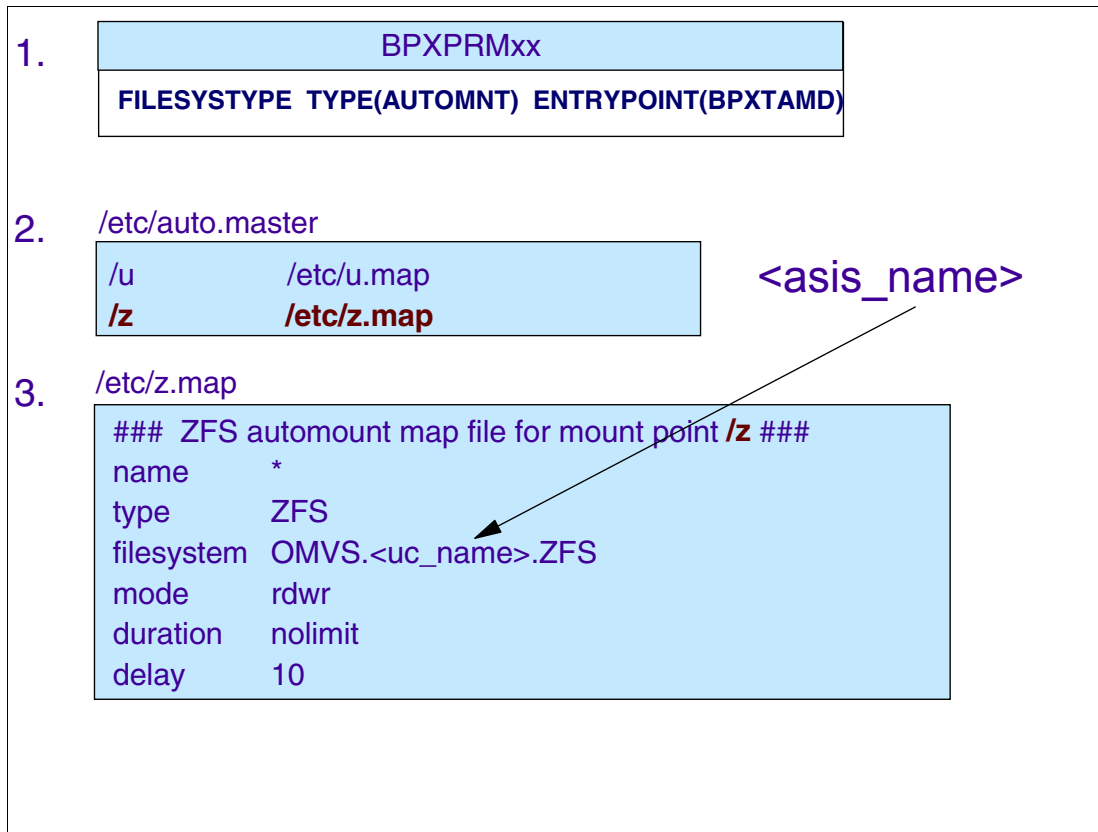 1.
BPXPRMxx
FILESYSTYPE TYPE(AUTOMNT) ENTRYPOINT(BPXTAMD)
2.
/etc/auto.master
/u /etc/u.map
/z /etc/z.map
<asis_name>
3.
/etc/z.map
### ZFS automount map file for mount point /z ###
name *
type ZFS
filesystem OMVS.<uc_name>.ZFS
mode rdwr
duration nolimit
delay 10